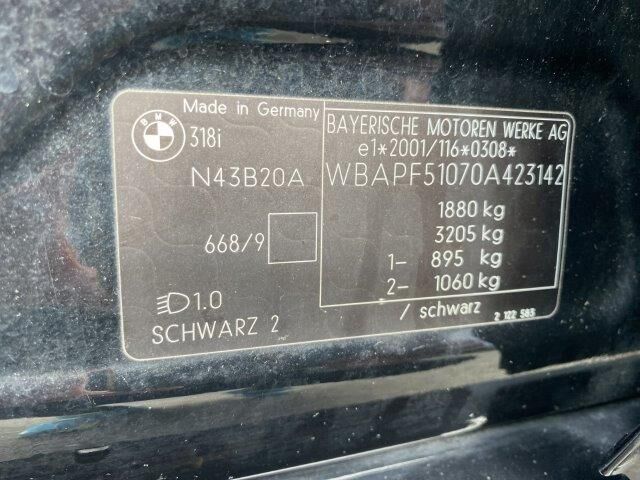 Made in Germany
BMW
318i
N43B20A
668/9
1.0
SCHWARZ 2
BAYERISCHE MOTOREN WERKE AG
e1*2001/116*0308*
WBAPF51070A423142
1880 kg
3205 kg
1- 895 kg
2- 1060 kg
/ schwarz
2 122 583